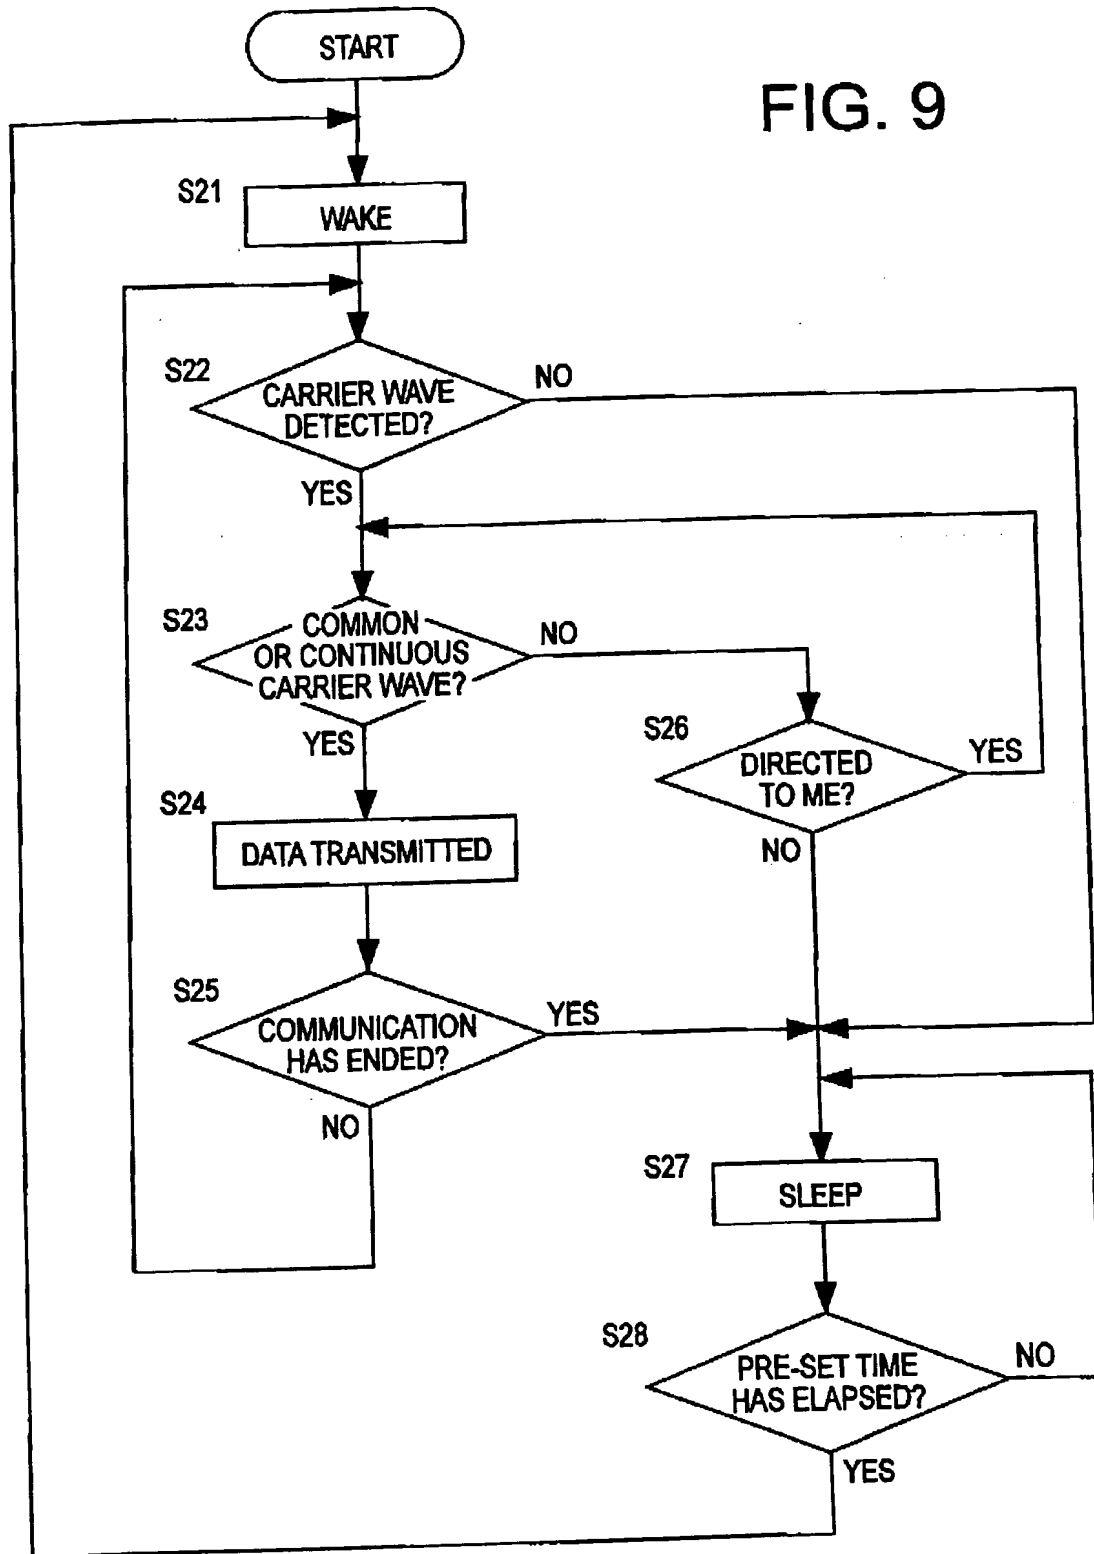 START
FIG. 9
S21
WAKE
S22
CARRIER WAVE
DETECTED?
NO
YES
S23
COMMON
OR CONTINUOUS
CARRIER WAVE?
NO
YES
S26
DIRECTED
TO ME?
YES
NO
S24
DATA TRANSMITTED
S25
COMMUNICATION
HAS ENDED?
YES
NO
S27
SLEEP
S28
PRE-SET TIME
HAS ELAPSED?
NO
YES